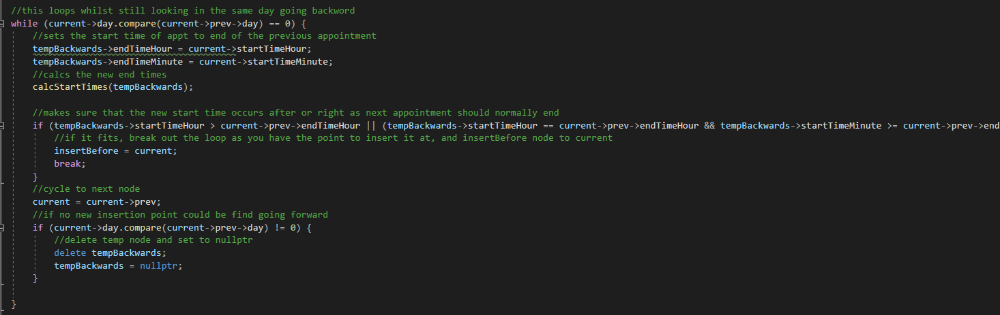 //this loops whilst still looking in the same day going backword
while (current->day.compare(current->prev->day) == 0) {
//sets the start time of appt to end of the previous appointment
tempBackwards->endTimeHour = current->startTimeHour;
tempBackwards->endTimeMinute = current->startTimeMinute;
//calcs the new end times
calcStartTimes(tempBackwards);
//makes sure that the new start time occurs after or right as next appointment should normally end
if (tempBackwards->startTimeHour > current->prev->endTimeHour || (tempBackwards->startTimeHour == current->prev->endTimeHour && tempBackwards->startTimeMinute >= current->prev->end
//if it fits, break out the loop as you have the point to insert it at, and insertBefore node to current
insertBefore = current;
break;
}
//cycle to next node
current = current->prev;
//if no new insertion point could be find going forward
if (current->day.compare(current->prev->day) != 0) {
//delete temp node and set to nullptr
delete tempBackwards;
tempBackwards = nullptr;
}
}